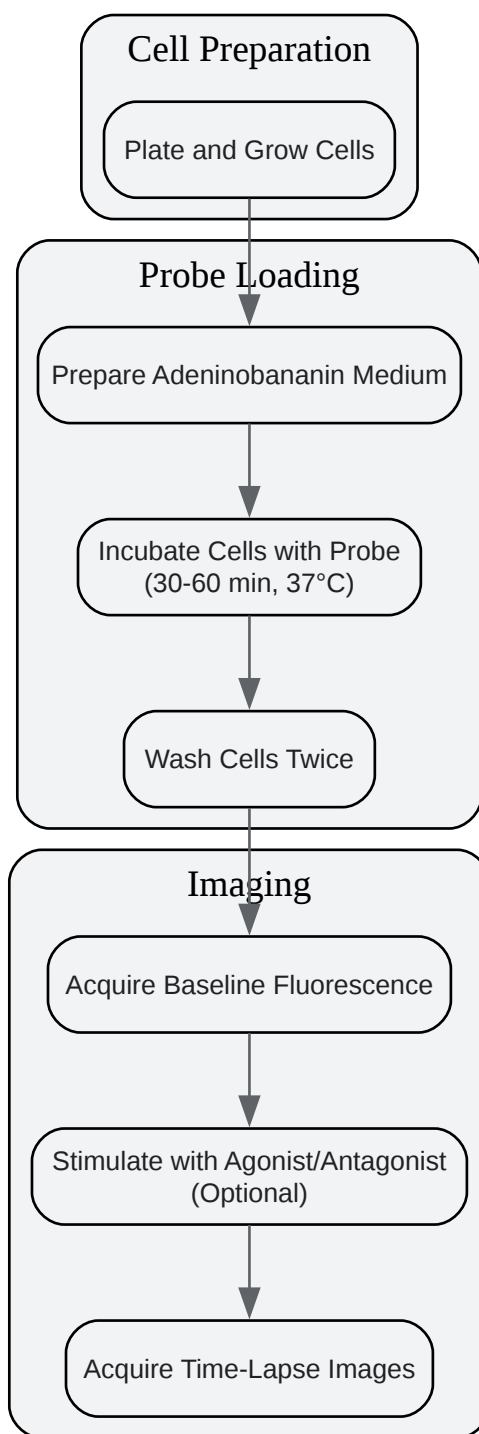 Cell Preparation
Plate and Grow Cells
Probe Loading
Prepare Adeninobananin Medium
Incubate Cells with Probe
(30-60 min, 37°C)
Wash Cells Twice
Imaging
Acquire Baseline Fluorescence
Stimulate with Agonist/Antagonist
(Optional)
Acquire Time-Lapse Images